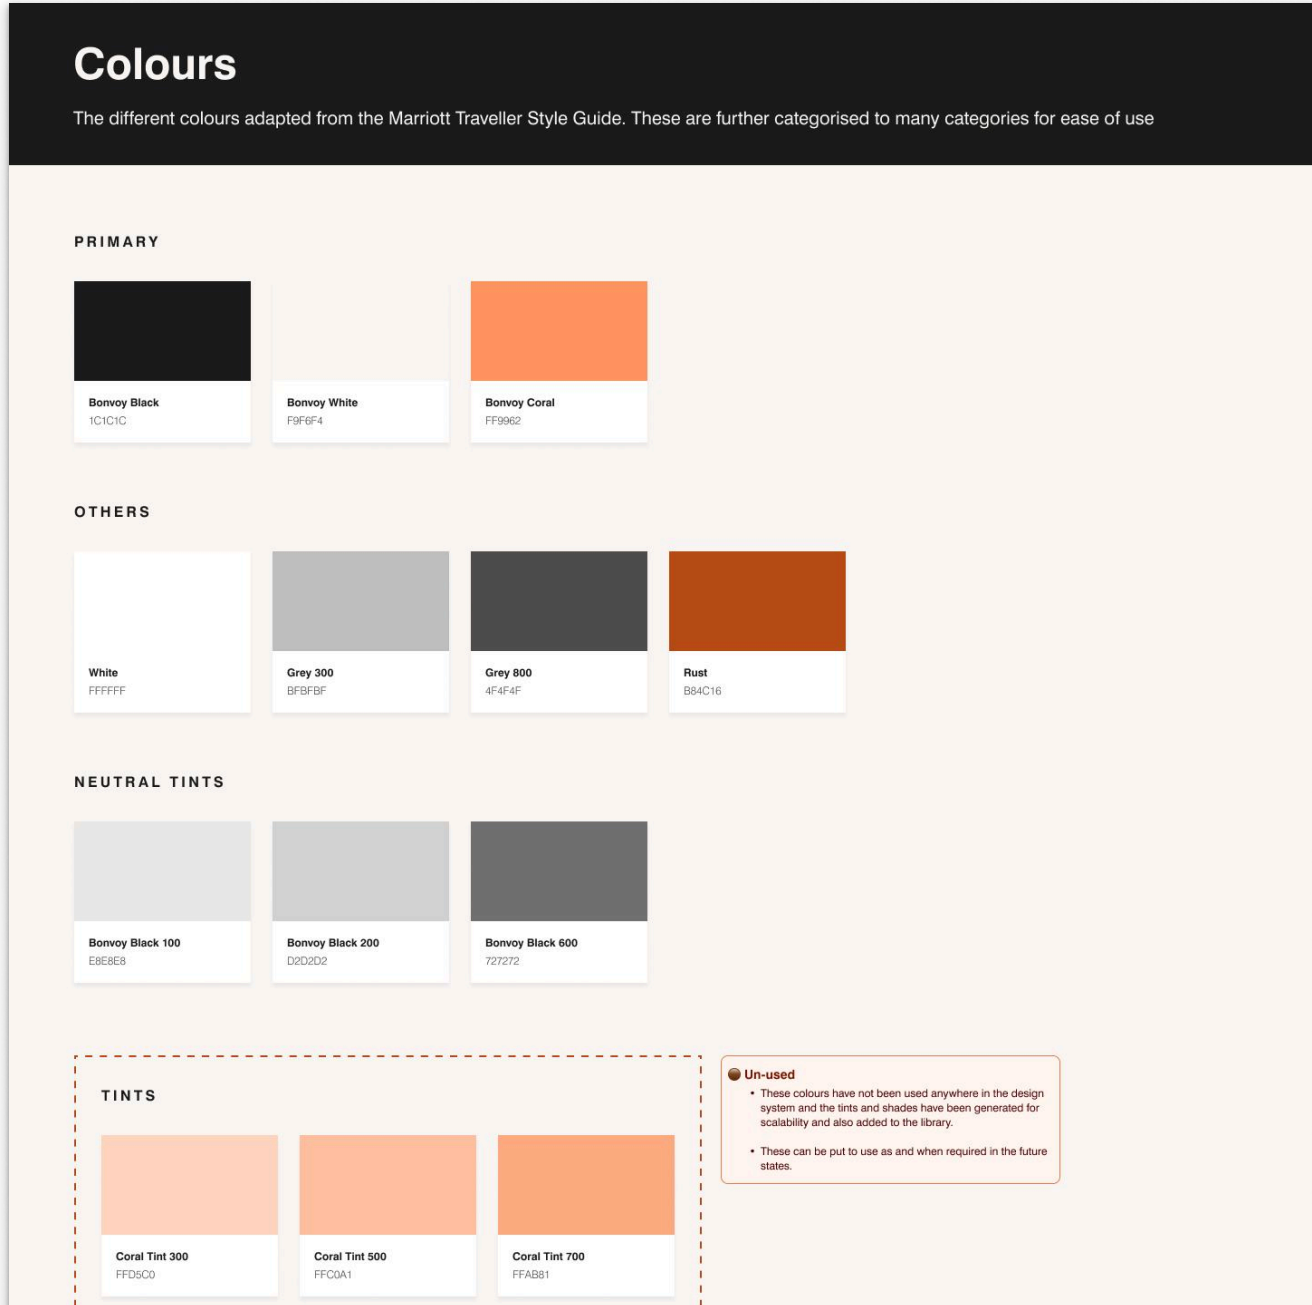 Colours
The different colours adapted from the Marriott Traveller Style Guide. These are further categorised to many categories for ease of use
PRIMARY
Bonvoy Black
1C1C1C
Bonvoy White
F9F6F4
Bonvoy Coral
FF9962
OTHERS
White
FFFFFF
Grey 300
BFBFBF
Grey 800
4F4F4F
Rust
B84C16
NEUTRAL TINTS
Bonvoy Black 100
E8E8E8
Bonvoy Black 200
D2D2D2
Bonvoy Black 600
727272
TINTS
Coral Tint 300
FFD5C0
Coral Tint 500
FFC0A1
Coral Tint 700
FFAB81
Un-used
• These colours have not been used anywhere in the design
system and the tints and shades have been generated for
scalability and also added to the library.
• These can be put to use as and when required in the future
states.